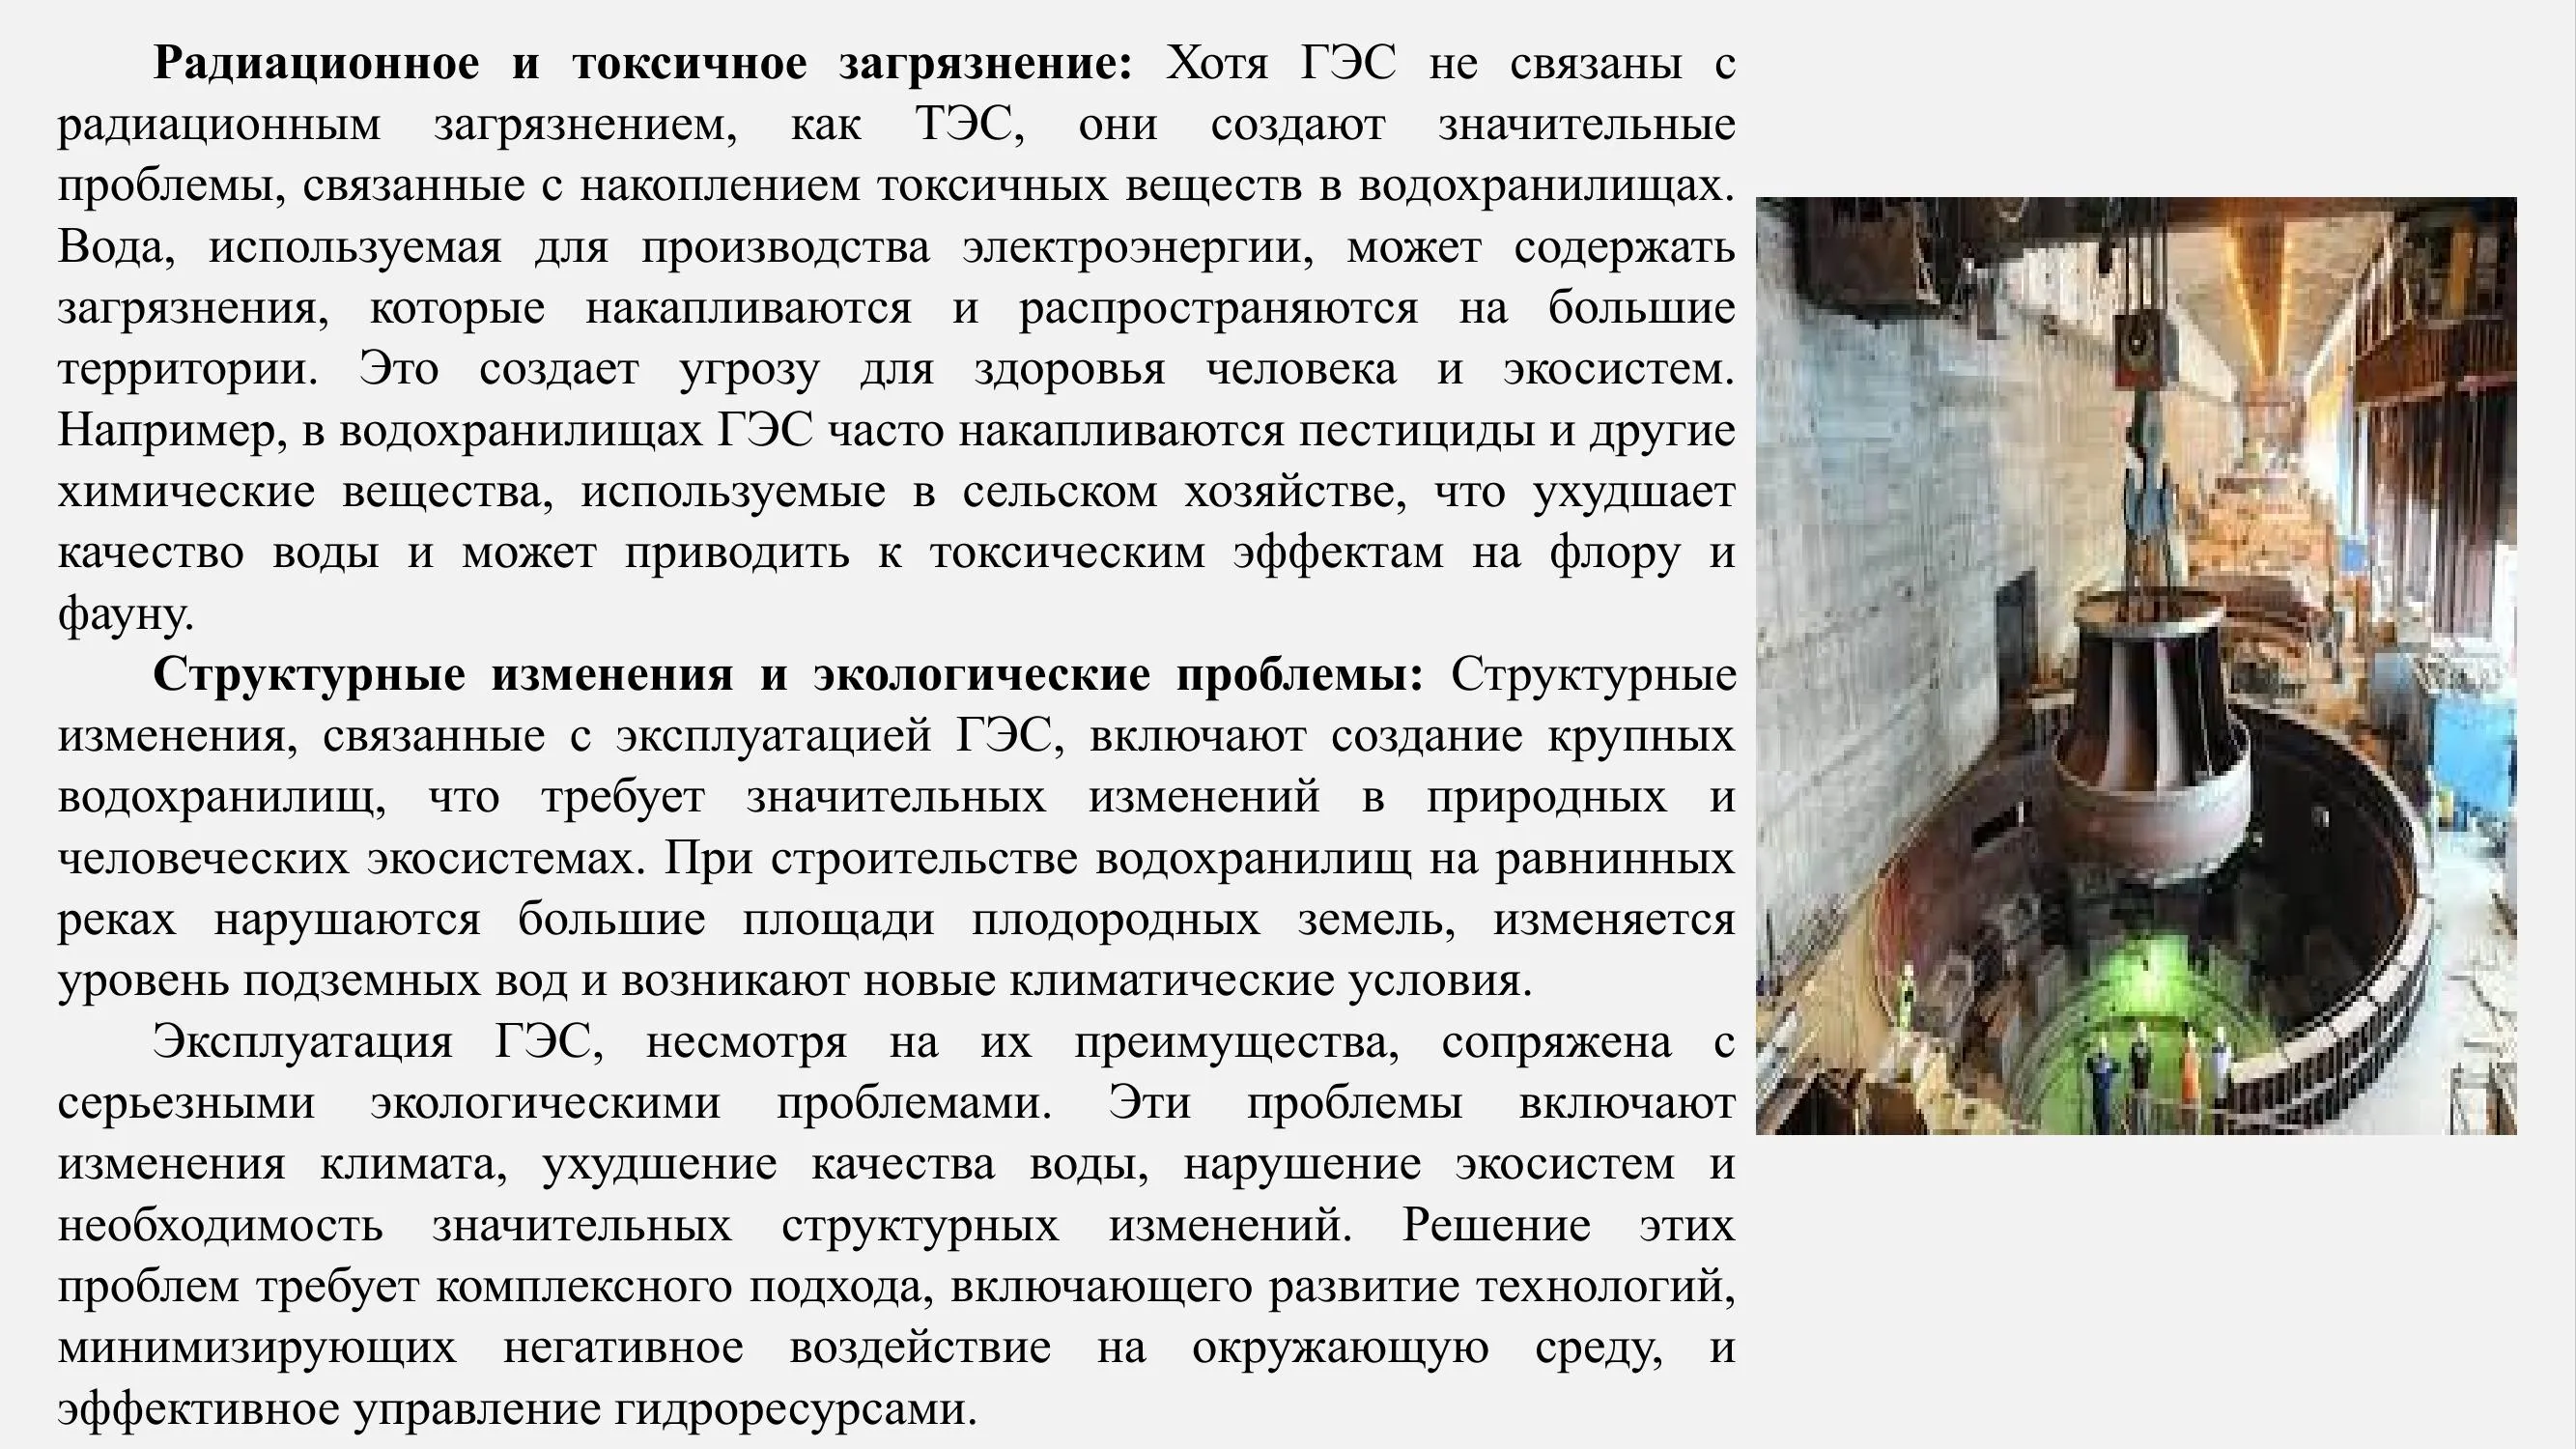 Радиационное и токсичное загрязнение: Хотя ГЭС не связаны с
радиационным загрязнением, как ТЭС, они создают значительные
проблемы, связанные с накоплением токсичных веществ в водохранилищах.
Вода, используемая для производства электроэнергии, может содержать
загрязнения, которые накапливаются и распространяются на большие
территории. Это создает угрозу для здоровья человека и экосистем.
Например, в водохранилищах ГЭС часто накапливаются пестициды и другие
химические вещества, используемые в сельском хозяйстве, что ухудшает
качество воды и может приводить к токсическим эффектам на флору и
фауну.
Структурные изменения и экологические проблемы: Структурные
изменения, связанные с эксплуатацией ГЭС, включают создание крупных
водохранилищ, что требует значительных изменений в природных и
человеческих экосистемах. При строительстве водохранилищ на равнинных
реках нарушаются большие площади плодородных земель, изменяется
уровень подземных вод и возникают новые климатические условия.
Эксплуатация ГЭС, несмотря на их преимущества, сопряжена с
серьезными экологическими проблемами. Эти проблемы включают
изменения климата, ухудшение качества воды, нарушение экосистем и
необходимость значительных структурных изменений. Решение этих
проблем требует комплексного подхода, включающего развитие технологий,
минимизирующих негативное воздействие на окружающую среду, и
эффективное управление гидроресурсами.